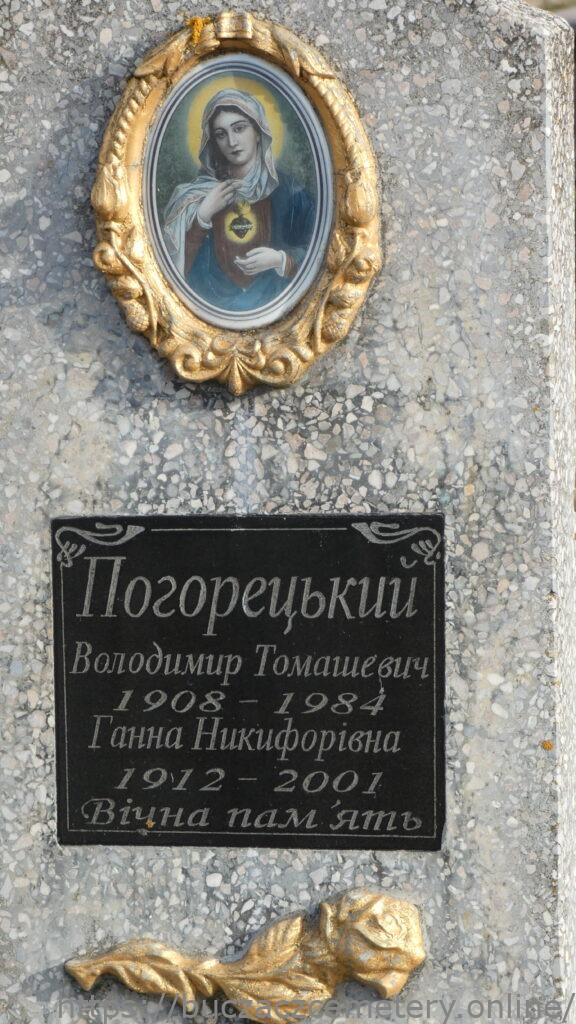 Погорецький
Володимир Томашевич
1908 - 1984
Ганна Никифорівна
1912 - 2001
Вічна пам'ять
https://buczaczcemetery.online/